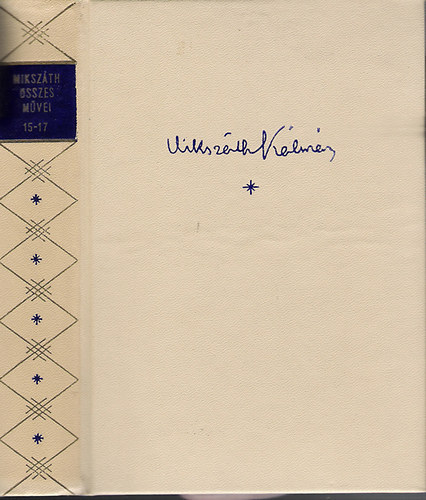 MIKSZÁTH
ÖSSZES
MŰVEI
15-17
Mikszáth Kálmán